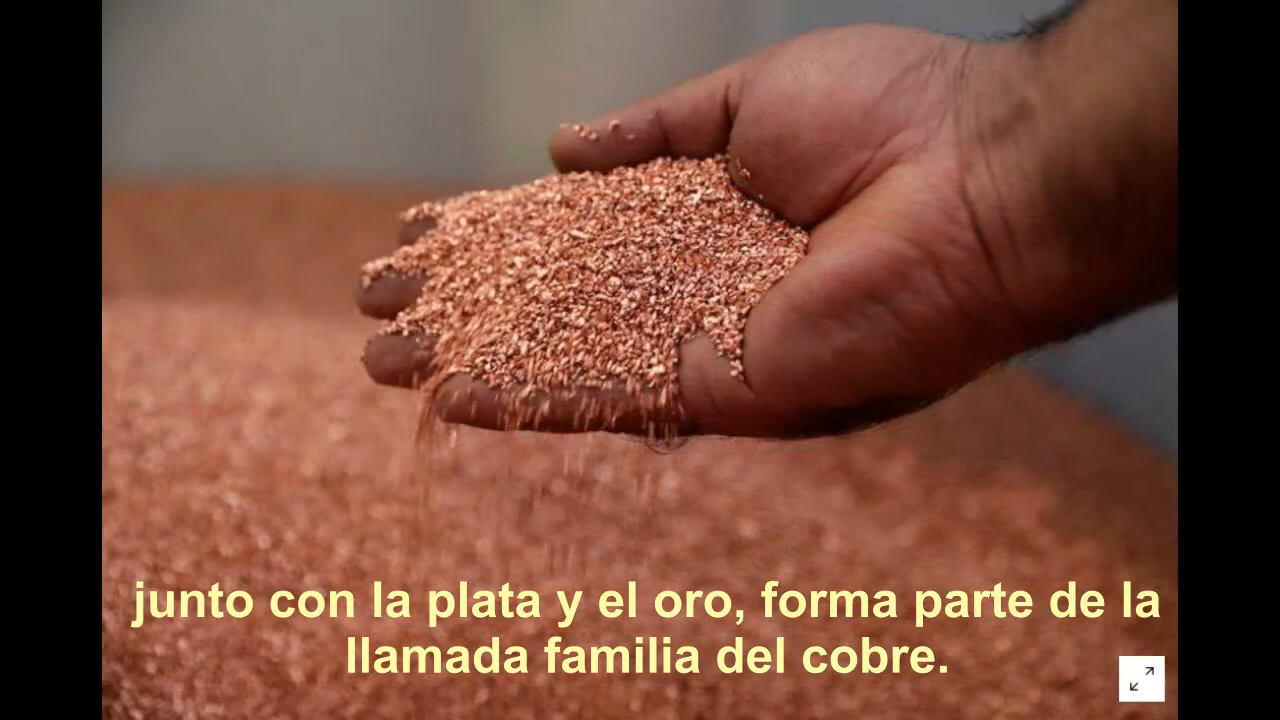 junto con la plata y el oro, forma parte de la
llamada familia del cobre.